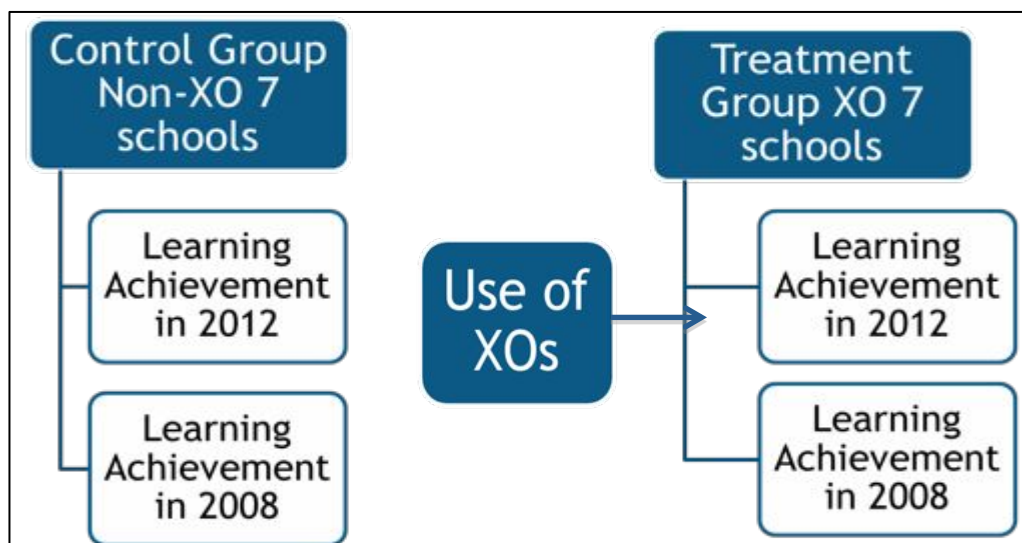 Control Group
Non-XO 7
schools
Learning
Achievement
in 2012
Learning
Achievement
in 2008
Use of
XOs
Treatment
Group XO 7
schools
Learning
Achievement
in 2012
Learning
Achievement
in 2008